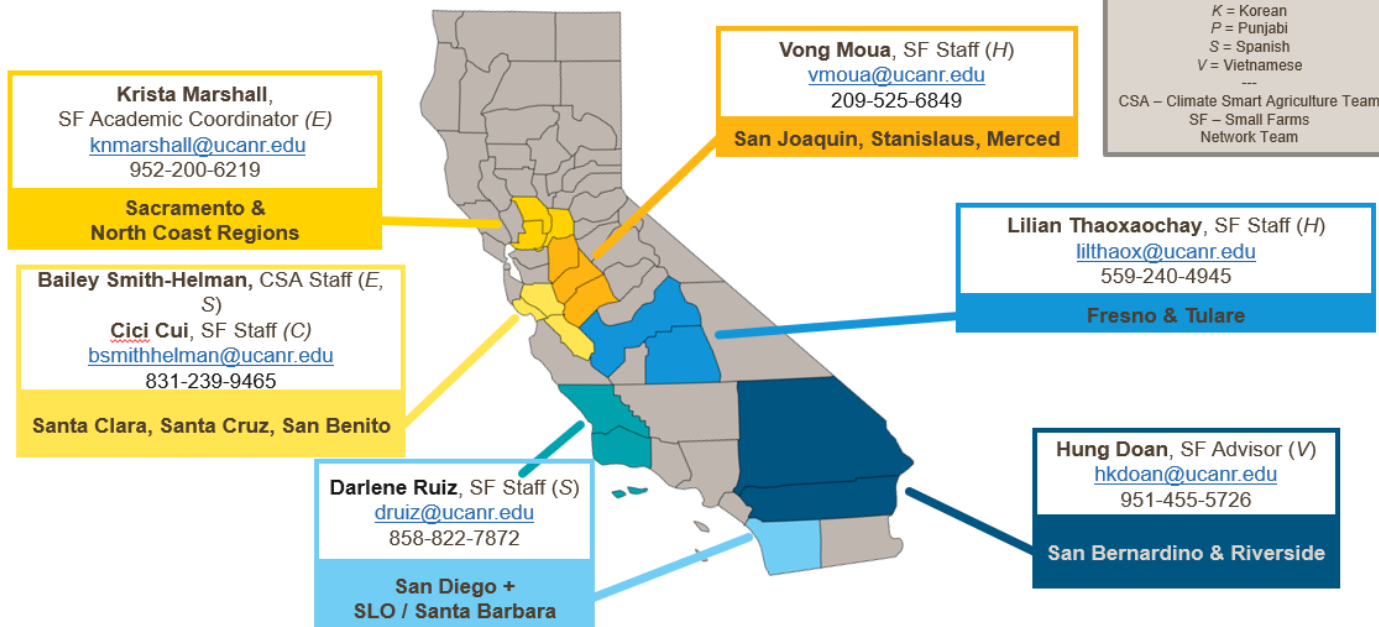 K = Korean
P = Punjabi
S = Spanish
V = Vietnamese
---
CSA – Climate Smart Agriculture Team
SF – Small Farms
Network Team
Vong Moua, SF Staff (H)
vmoua@ucanr.edu
209-525-6849
San Joaquin, Stanislaus, Merced
Krista Marshall,
SF Academic Coordinator (E)
knmarshall@ucanr.edu
952-200-6219
Sacramento &
North Coast Regions
Lilian Thaoxaochay, SF Staff (H)
lilthaox@ucanr.edu
559-240-4945
Fresno & Tulare
Bailey Smith-Helman, CSA Staff (E,
S)
Cici Cui, SF Staff (C)
bsmithhelman@ucanr.edu
831-239-9465
Santa Clara, Santa Cruz, San Benito
Darlene Ruiz, SF Staff (S)
druiz@ucanr.edu
858-822-7872
San Diego +
SLO / Santa Barbara
Hung Doan, SF Advisor (V)
hkdoan@ucanr.edu
951-455-5726
San Bernardino & Riverside